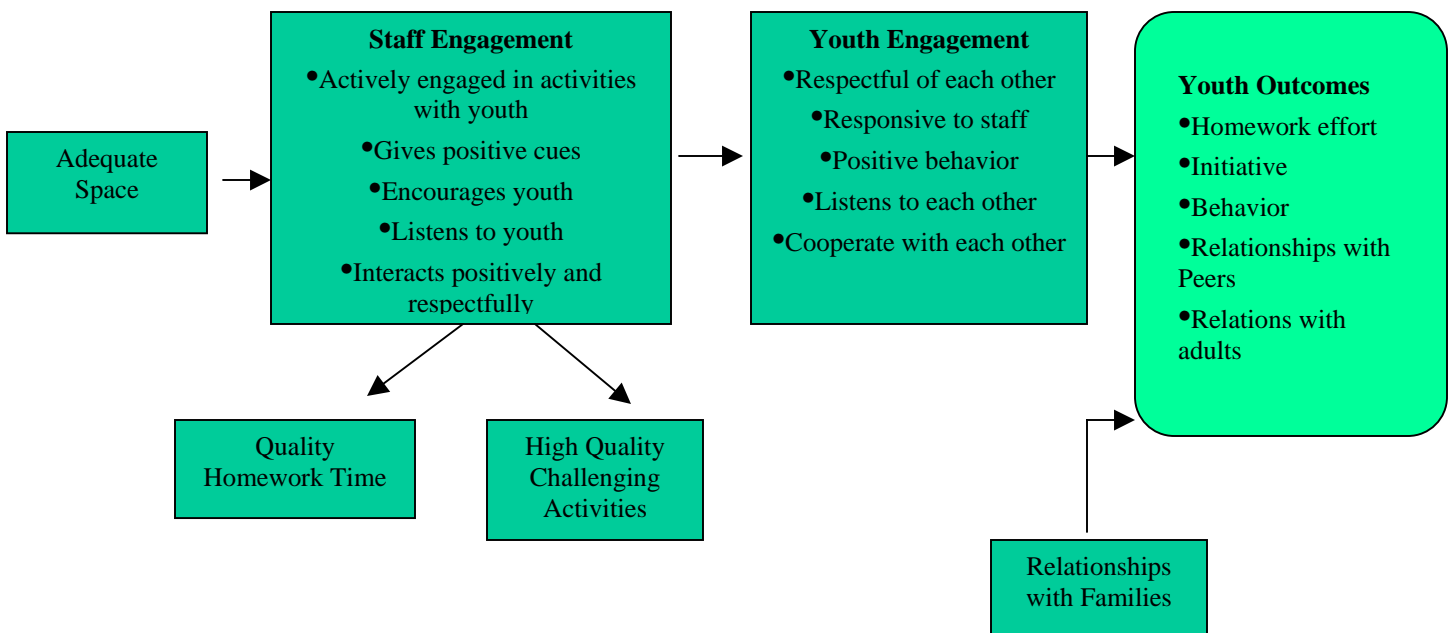 Adequate
Space
Staff Engagement
•Actively engaged in activities
with youth
•Gives positive cues
•Encourages youth
•Listens to youth
•Interacts positively and
respectfully
Youth Engagement
•Respectful of each other
•Responsive to staff
•Positive behavior
•Listens to each other
•Cooperate with each other
Youth Outcomes
•Homework effort
•Initiative
•Behavior
•Relationships with
Peers
•Relations with
adults
Quality
Homework Time
High Quality
Challenging
Activities
Relationships
with Families